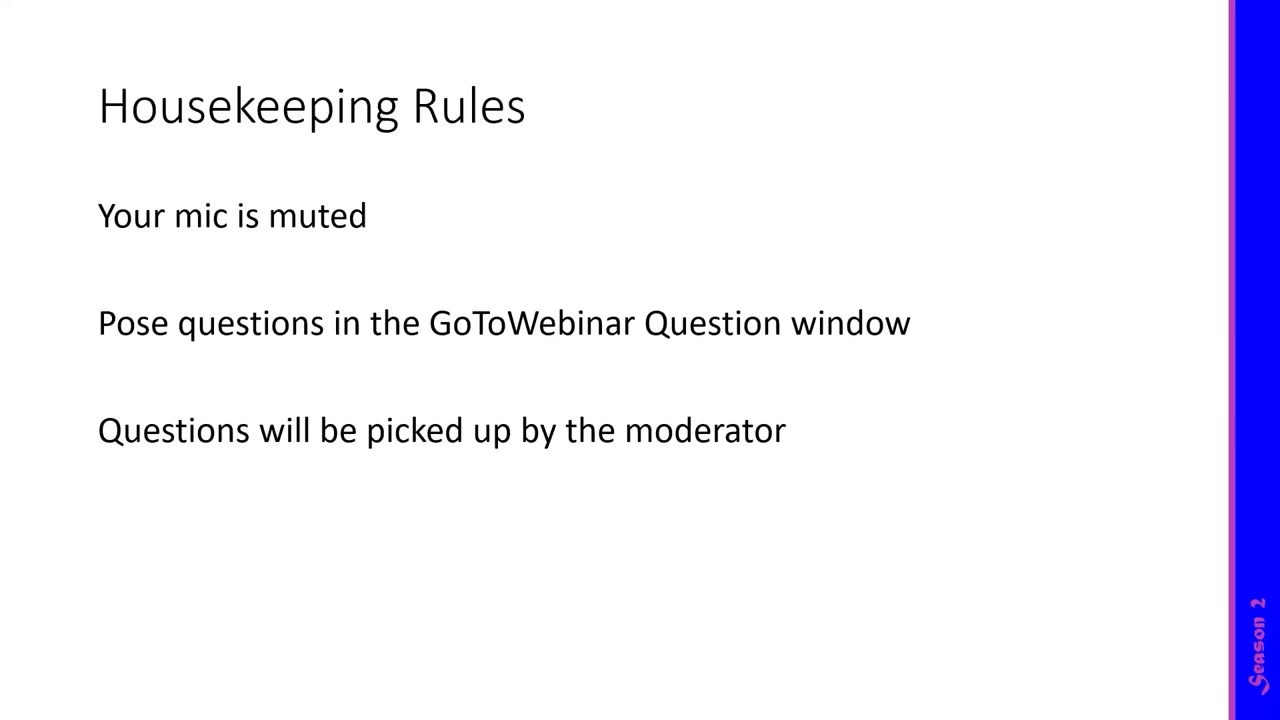 Housekeeping Rules
Your mic is muted
Pose questions in the GoToWebinar Question window
Questions will be picked up by the moderator
Season 2